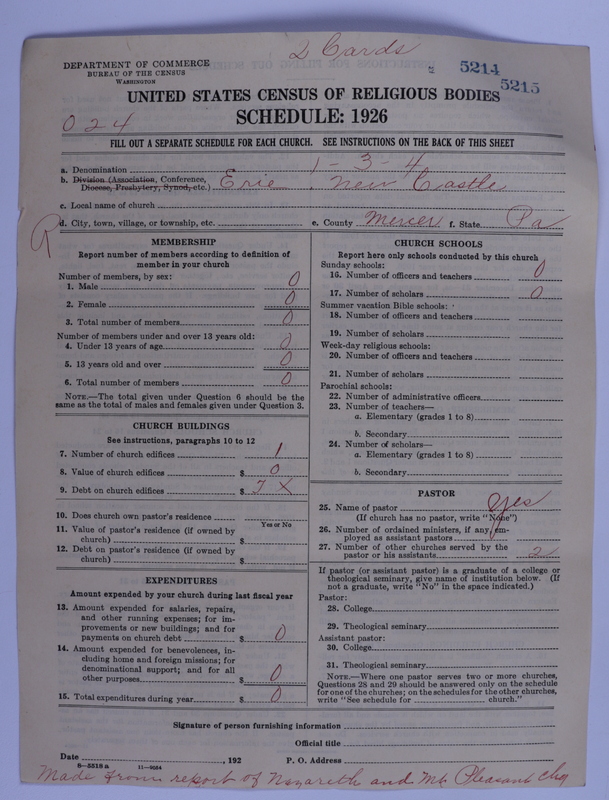 2 Cards
DEPARTMENT OF COMMERCE
BUREAU OF THE CENSUS
WASHINGTON
5214
5215
UNITED STATES CENSUS OF RELIGIOUS BODIES
024
SCHEDULE: 1926
FILL OUT A SEPARATE SCHEDULE FOR EACH CHURCH. SEE INSTRUCTIONS ON THE BACK OF THIS SHEET
a. Denomination 1-3-4
b. Division (Association, Conference, Diocese, Presbytery, Synod, etc.) Erie. New Castle
c. Local name of church
R
d. City, town, village, or township, etc. e. County Mercer f. State Pa
MEMBERSHIP
Report number of members according to definition of
member in your church
Number of members, by sex:
1. Male 0
2. Female 0
3. Total number of members 0
Number of members under and over 13 years old:
4. Under 13 years of age 0
5. 13 years old and over 0
6. Total number of members 0
NOTE.—The total given under Question 6 should be the
same as the total of males and females given under Question 3.
CHURCH BUILDINGS
See instructions, paragraphs 10 to 12
7. Number of church edifices 1
8. Value of church edifices $ 0
9. Debt on church edifices $ J X
10. Does church own pastor's residence
Yes or No
11. Value of pastor's residence (if owned by
church) $
12. Debt on pastor's residence (if owned by
church) $
EXPENDITURES
Amount expended by your church during last fiscal year
13. Amount expended for salaries, repairs,
and other running expenses; for im-
provements or new buildings; and for
payments on church debt $ 0
14. Amount expended for benevolences, in-
cluding home and foreign missions; for
denominational support; and for all
other purposes $ 0
15. Total expenditures during year $ 0
CHURCH SCHOOLS
Report here only schools conducted by this church
Sunday schools:
16. Number of officers and teachers 0
17. Number of scholars 0
Summer vacation Bible schools:
18. Number of officers and teachers
19. Number of scholars
Week-day religious schools:
20. Number of officers and teachers
21. Number of scholars
Parochial schools:
22. Number of administrative officers
23. Number of teachers—
a. Elementary (grades 1 to 8)
b. Secondary
24. Number of scholars—
a. Elementary (grades 1 to 8)
b. Secondary
PASTOR
25. Name of pastor yes
(If church has no pastor, write "None")
26. Number of ordained ministers, if any, em-
ployed as assistant pastors
27. Number of other churches served by the
pastor or his assistants 2
If pastor (or assistant pastor) is a graduate of a college or
theological seminary, give name of institution below. (If
not a graduate, write "No" in the space indicated.)
Pastor:
28. College
29. Theological seminary
Assistant pastor:
30. College
31. Theological seminary
NOTE.—Where one pastor serves two or more churches,
Questions 28 and 29 should be answered only on the schedule
for one of the churches; on the schedules for the other churches,
write "See schedule for church."
Signature of person furnishing information
Official title
Date , 192 P. O. Address
8-5518a 11-9034
Made from report of Nazareth and Mt. Pleasant chg